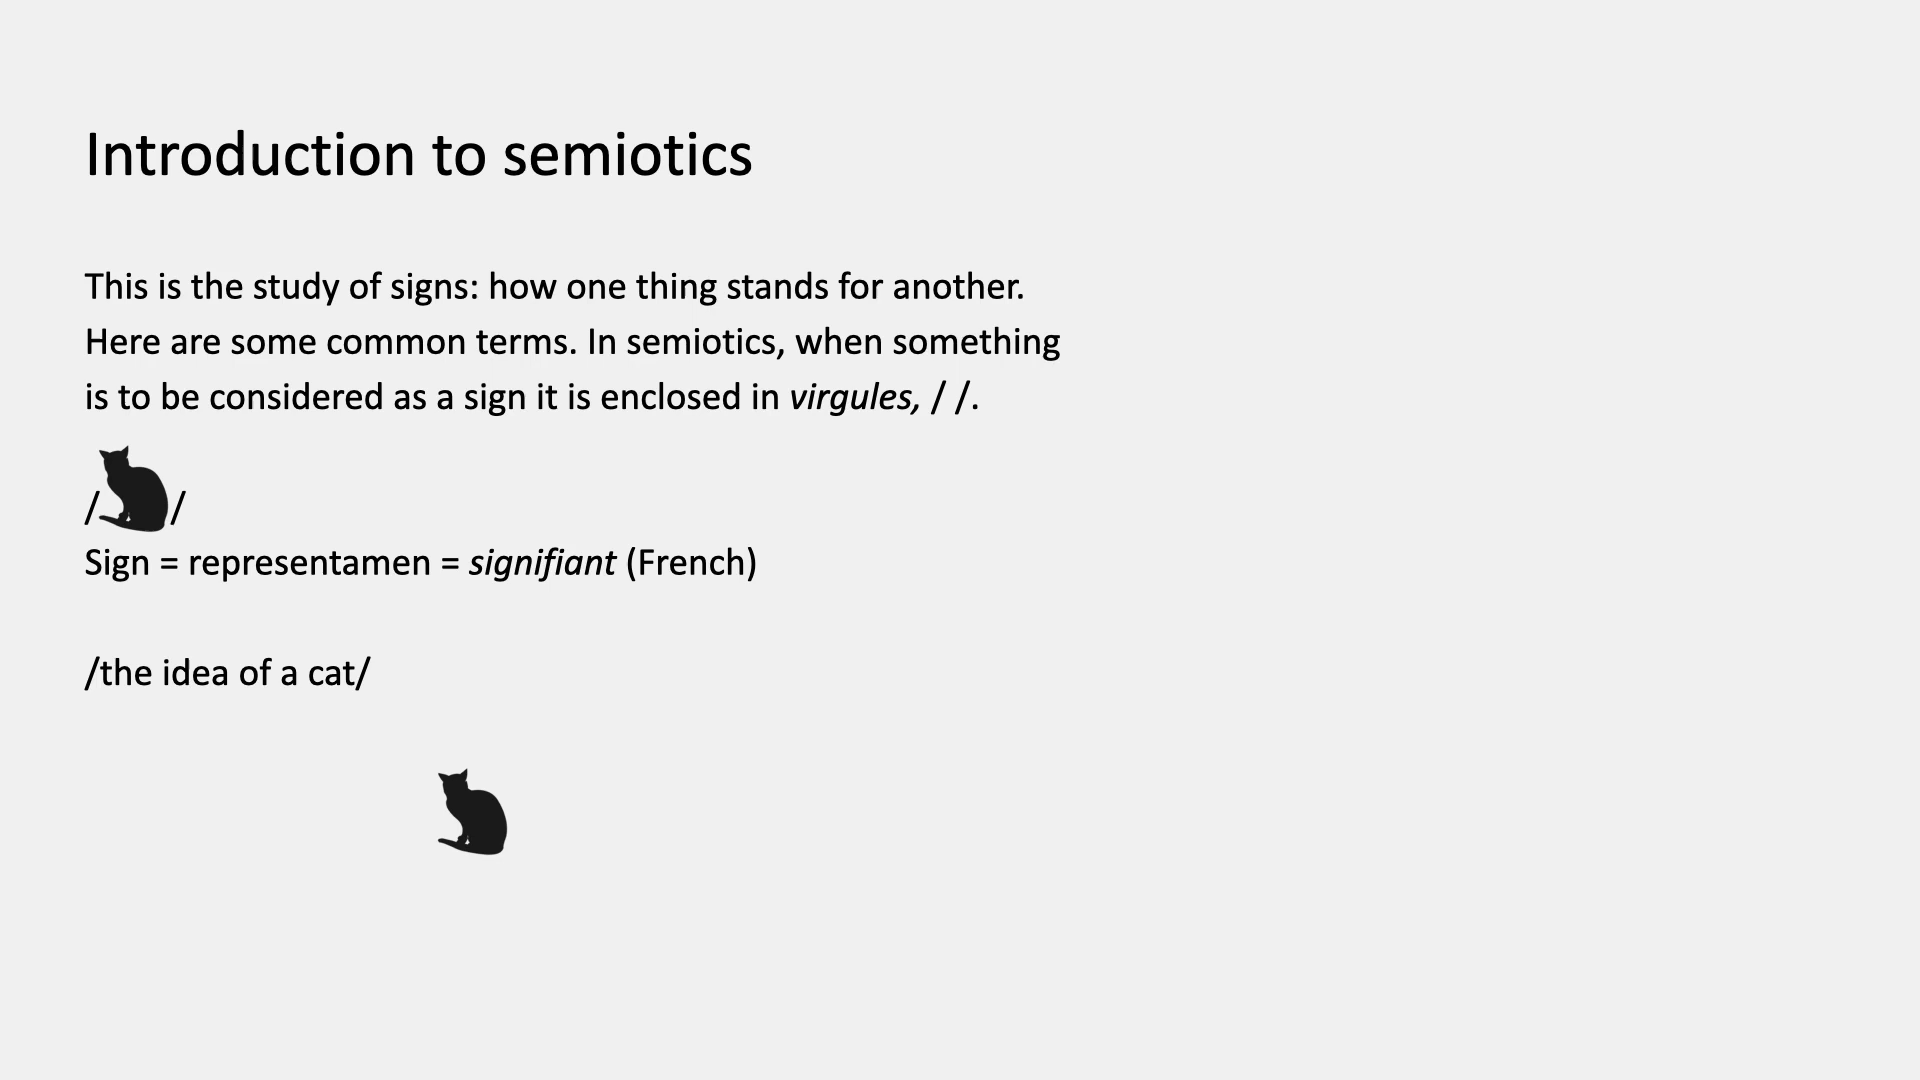 Introduction to semiotics
This is the study of signs: how one thing stands for another.
Here are some common terms. In semiotics, when something
is to be considered as a sign it is enclosed in virgules, / /.
/ /
Sign = representamen = signifiant (French)
/the idea of a cat/